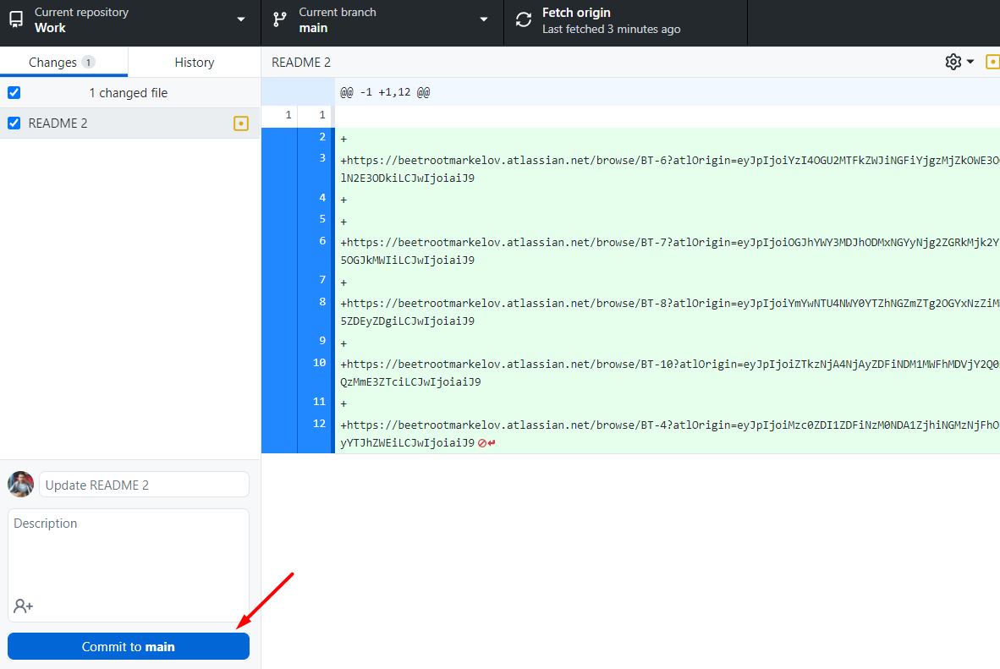 Current repository
Work
Current branch
main
Fetch origin
Last fetched 3 minutes ago
Changes 1
History
README 2
1 changed file
README 2
@@ -1 +1,12 @@
1 1
2 +
3 +https://beetrootmarkelov.atlassian.net/browse/BT-6?atlOrigin=eyJpIjoiYzI4OGU2MTFkZWJiNGFiYjgzMjZkOWE3O
lN2E3ODkiLCJwIjoiaiJ9
4 +
5 +
6 +https://beetrootmarkelov.atlassian.net/browse/BT-7?atlOrigin=eyJpIjoiOGJhYWY3MDJhODMxNGYyNjg2ZGRkMjk2Y
5OGJkMWIiLCJwIjoiaiJ9
7 +
8 +https://beetrootmarkelov.atlassian.net/browse/BT-8?atlOrigin=eyJpIjoiYmYwNTU4NWY0YTZhNGZmZTg2OGYxNzZiM
5ZDEyZDgiLCJwIjoiaiJ9
9 +
10 +https://beetrootmarkelov.atlassian.net/browse/BT-10?atlOrigin=eyJpIjoiZTkzNjA4NjAyZDFiNDM1MWFhMDVjY2Q0
QzMmE3ZTciLCJwIjoiaiJ9
11 +
12 +https://beetrootmarkelov.atlassian.net/browse/BT-4?atlOrigin=eyJpIjoiMzc0ZDI1ZDFiNzM0NDA1ZjhiNGMzNjFhO
yYTJhZWEiLCJwIjoiaiJ9
Update README 2
Description
Commit to main